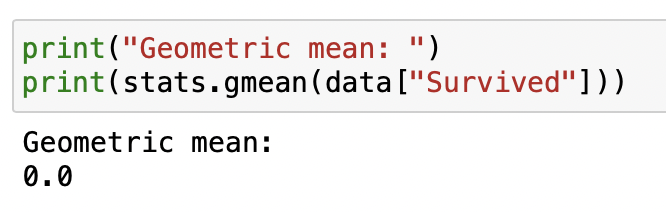 print("Geometric mean: ")
print(stats.gmean(data["Survived"]))
Geometric mean:
0.0